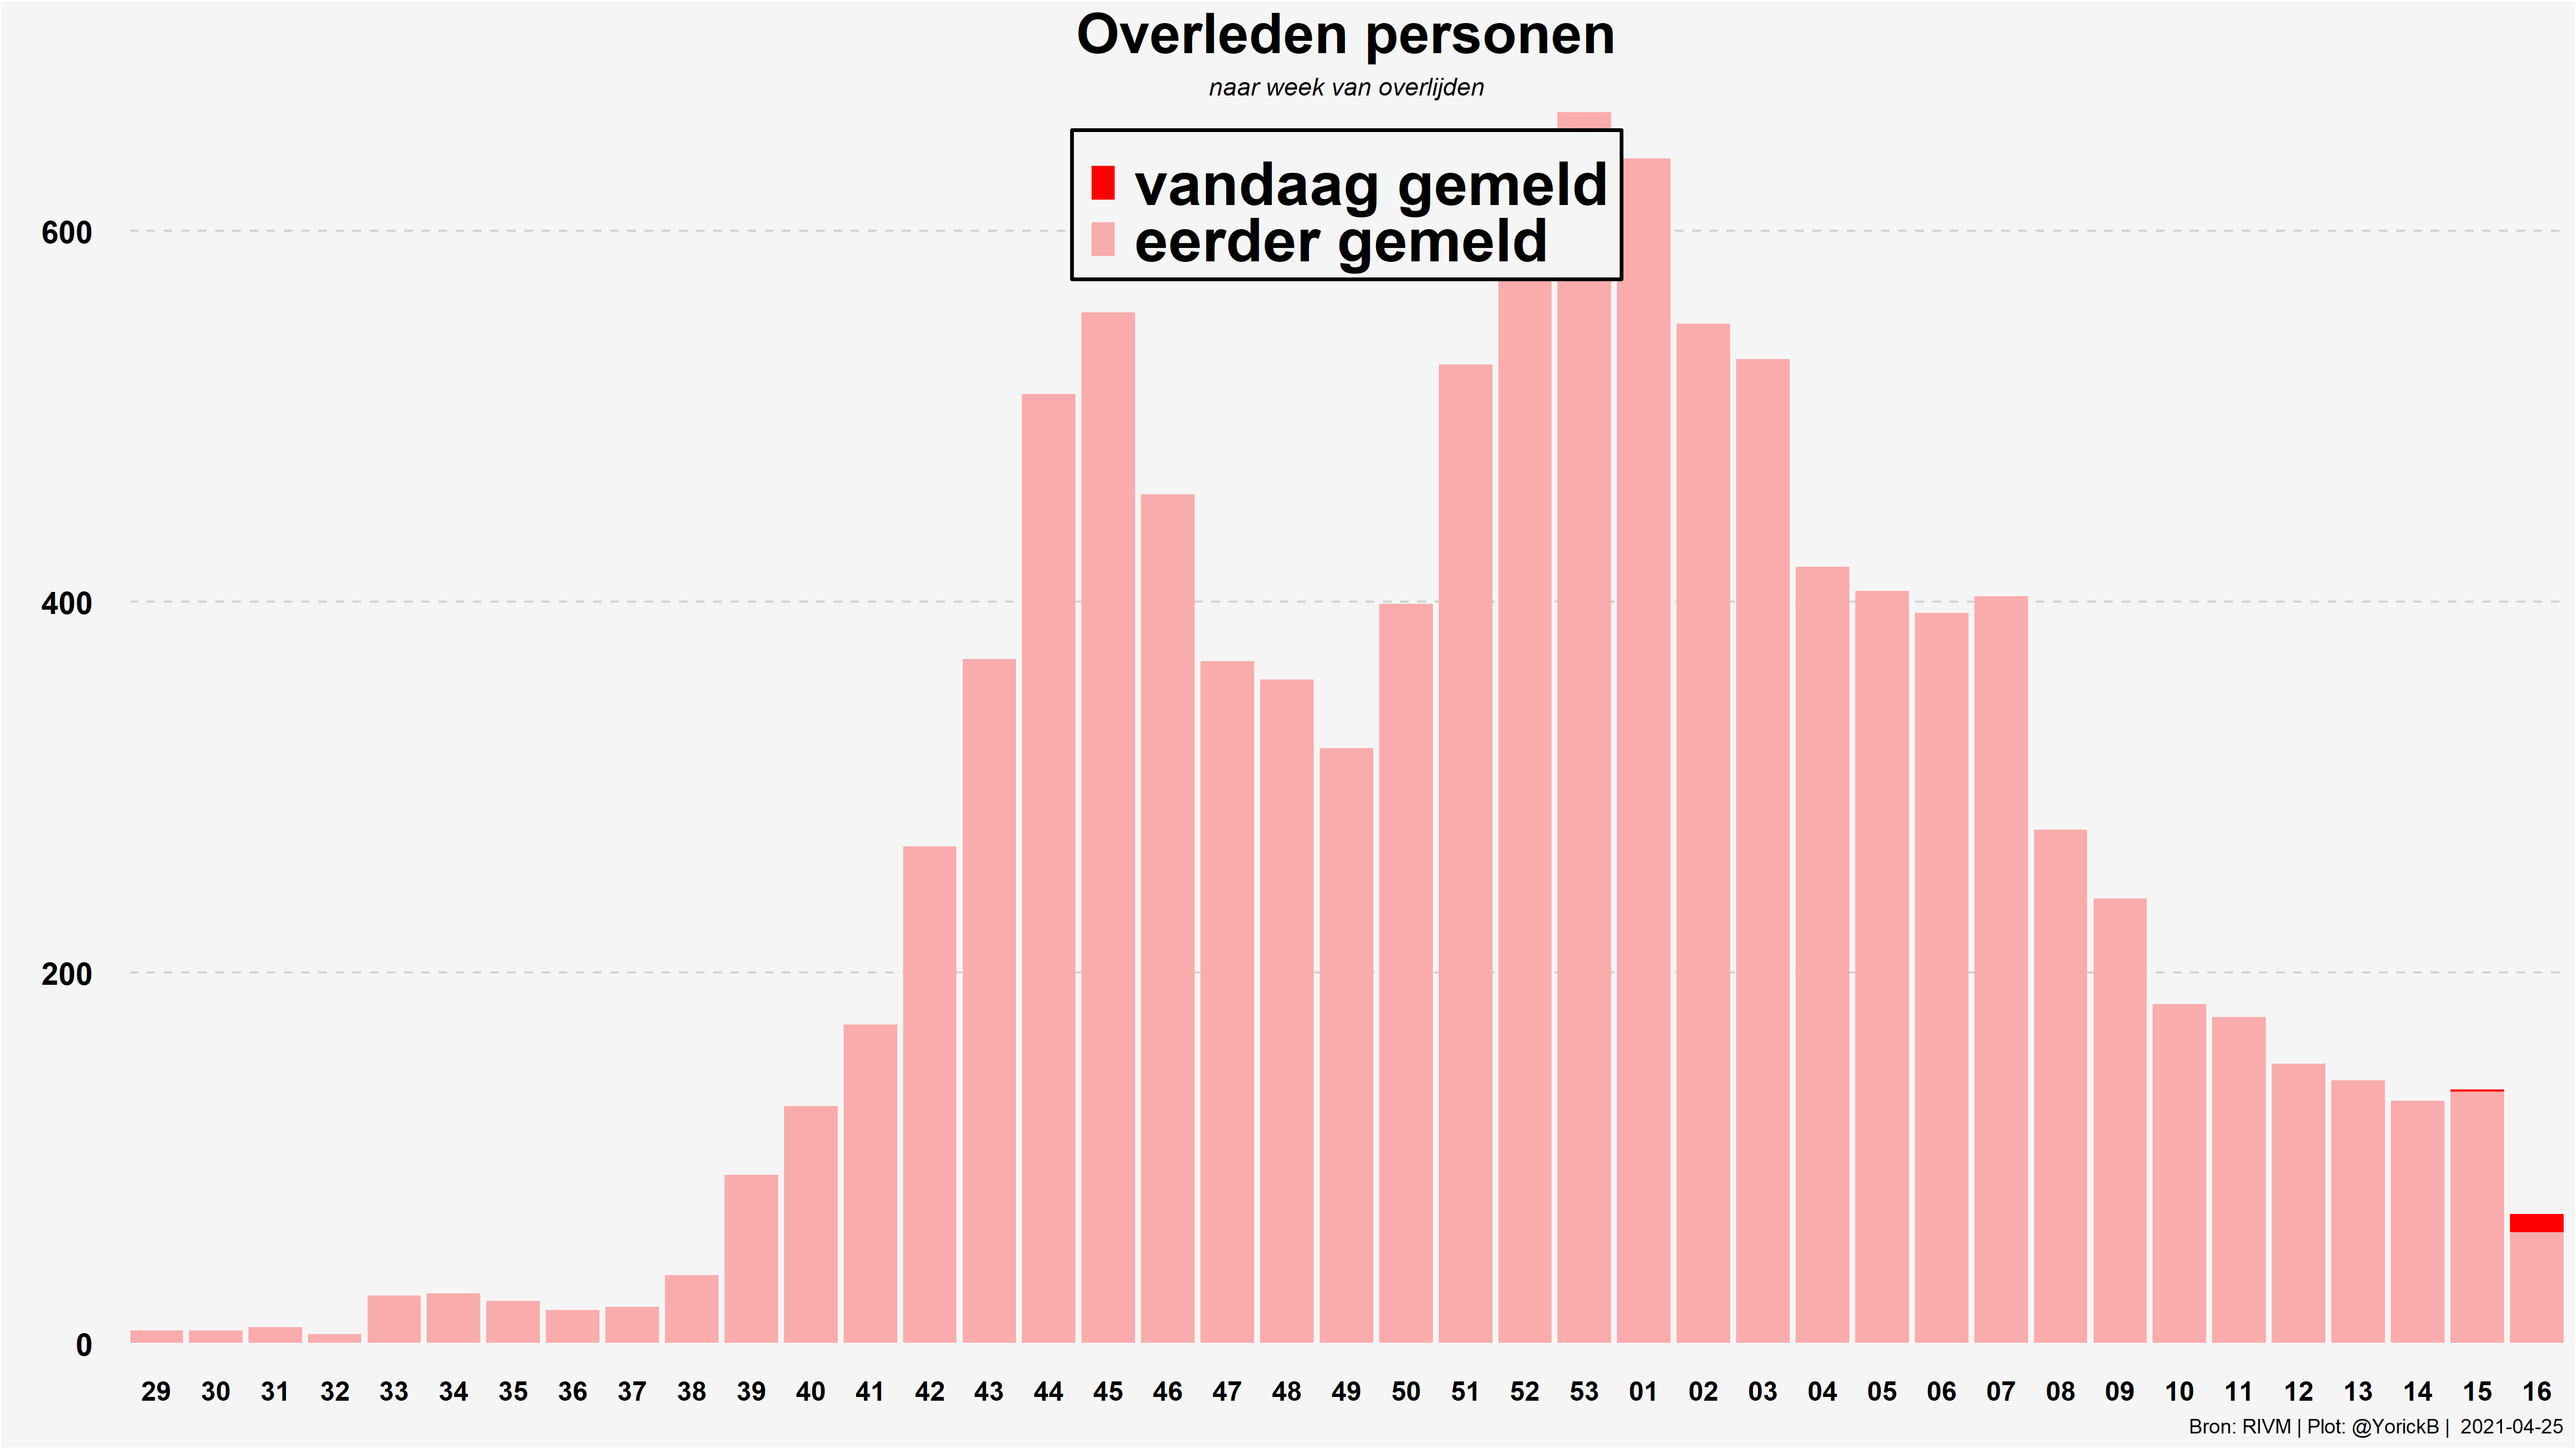 Overleden personen
naar week van overlijden
vandaag gemeld
eerder gemeld
600
400
200
0
29 30 31 32 33 34 35 36 37 38 39 40 41 42 43 44 45 46 47 48 49 50 51 52 53 01 02 03 04 05 06 07 08 09 10 11 12 13 14 15 16
Bron: RIVM | Plot: @YorickB | 2021-04-25